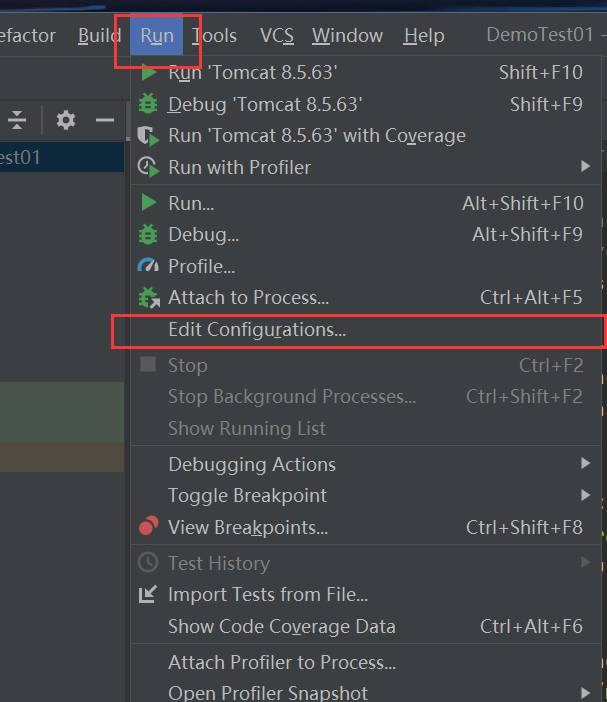 efactor Build Run Tools VCS Window Help DemoTest01 -
est01
Run 'Tomcat 8.5.63' Shift+F10
Debug 'Tomcat 8.5.63' Shift+F9
Run 'Tomcat 8.5.63' with Coverage
Run with Profiler
Run... Alt+Shift+F10
Debug... Alt+Shift+F9
Profile...
Attach to Process... Ctrl+Alt+F5
Edit Configurations...
Stop Ctrl+F2
Stop Background Processes... Ctrl+Shift+F2
Show Running List
Debugging Actions
Toggle Breakpoint
View Breakpoints... Ctrl+Shift+F8
Test History
Import Tests from File...
Show Code Coverage Data Ctrl+Alt+F6
Attach Profiler to Process...
Open Profiler Snapshot